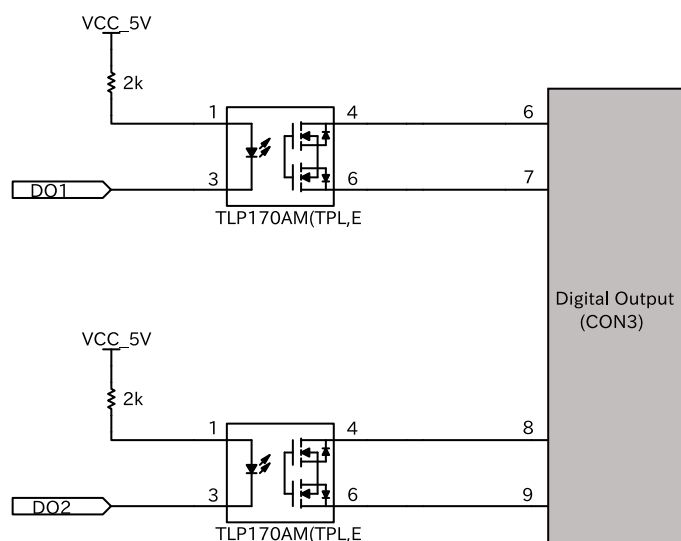 VCC_5V
2k
1
4
6
DO1
3
6
7
TLP170AM(TPL,E
Digital Output
(CON3)
VCC_5V
2k
1
4
8
DO2
3
6
9
TLP170AM(TPL,E